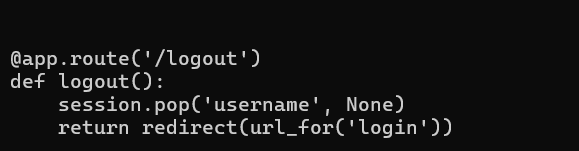 @app.route('/logout')
def logout():
    session.pop('username', None)
    return redirect(url_for('login'))